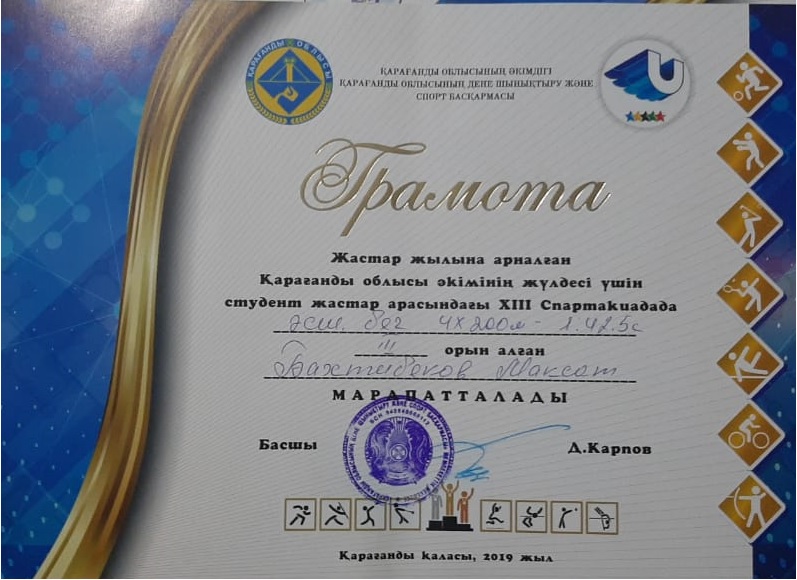 ҚАРАҒАНДЫ ОБЛЫСЫ
ҚАРАҒАНДЫ ОБЛЫСЫНЫҢ ӘКІМДІГІ
ҚАРАҒАНДЫ ОБЛЫСЫНЫҢ ДЕНЕ ШЫНЫҚТЫРУ ЖӘНЕ
СПОРТ БАСҚАРМАСЫ
U
Грамота
Жастар жылына арналған
Қарағанды облысы әкімінің жүлдесі үшін
студент жастар арасындағы XIII Спартакиадада
эст. бег 4х200м - 1.42.5с
III орын алған
Бахтибеков Максат
МАРАПАТТАЛАДЫ
Басшы Д.Карпов
Қарағанды қаласы, 2019 жыл